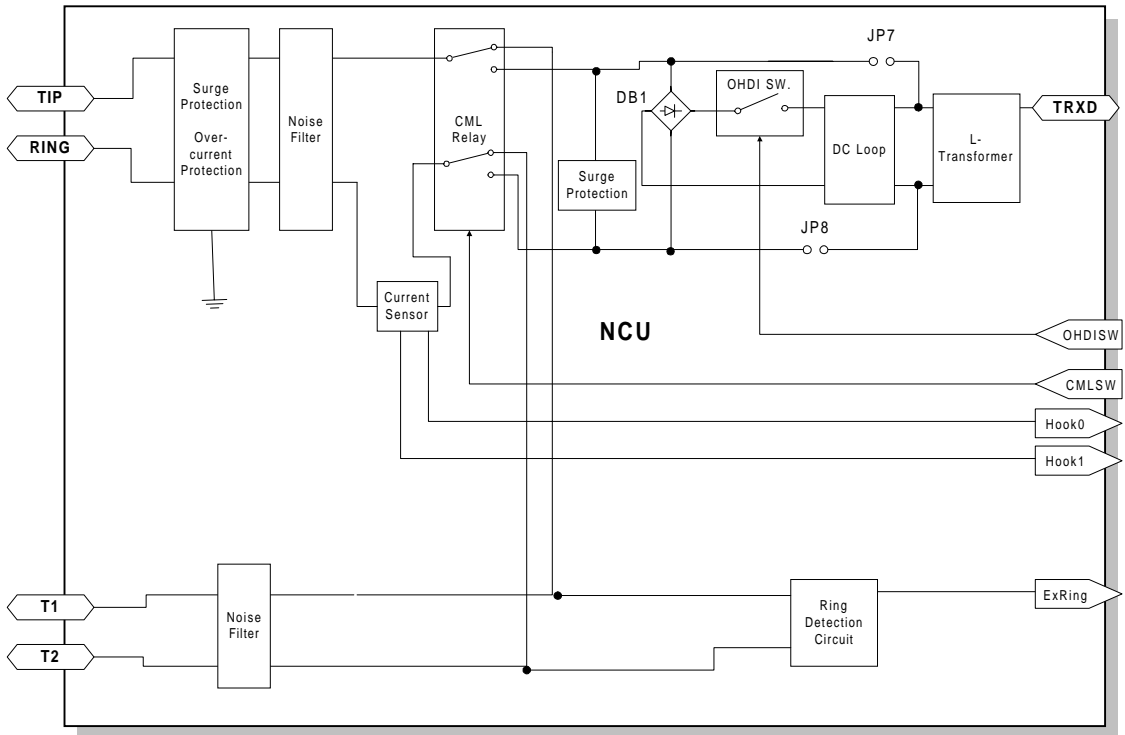 TIP
RING
Surge
Protection
Over-
current
Protection
Noise
Filter
CML
Relay
Current
Sensor
Surge
Protection
DB1
OHDI SW.
DC Loop
JP7
JP8
L-
Transformer
TRXD
NCU
OHDISW
CMLSW
Hook0
Hook1
T1
T2
Noise
Filter
Ring
Detection
Circuit
ExRing